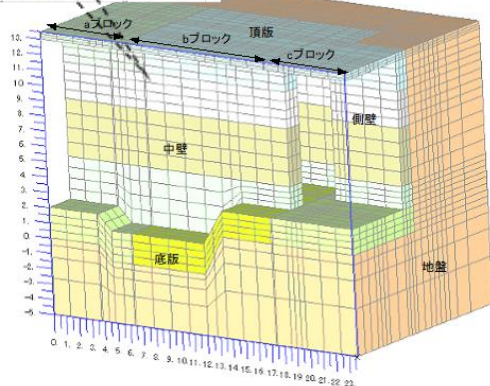 aブロック
bブロック
頂版
cブロック
側壁
中壁
底版
地盤
13.
12.
11.
10.
9.
8.
7.
6.
5.
4.
3.
2.
1.
0.
-1.
-2.
-3.
-4.
-5
0. 1. 2. 3. 4. 5. 6. 7. 8. 9. 10. 11. 12. 13. 14. 15. 16. 17. 18. 19. 20. 21. 22. 23.